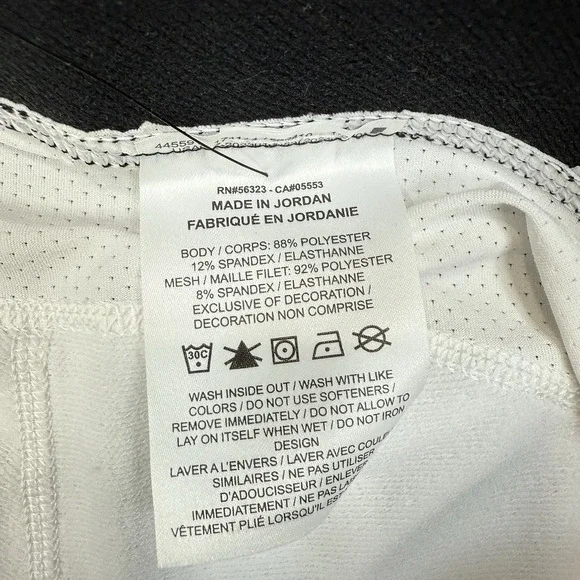 44559
RN#56323 - CA#05553
MADE IN JORDAN
FABRIQUÉ EN JORDANIE
BODY / CORPS: 88% POLYESTER
12% SPANDEX / ELASTHANNE
MESH / MAILLE FILET: 92% POLYESTER
8% SPANDEX / ELASTHANNE
EXCLUSIVE OF DECORATION /
DECORATION NON COMPRISE
30C
WASH INSIDE OUT / WASH WITH LIKE
COLORS / DO NOT USE SOFTENERS /
REMOVE IMMEDIATELY / DO NOT ALLOW TO
LAY ON ITSELF WHEN WET / DO NOT IRON
DESIGN
LAVER A L'ENVERS / LAVER AVEC
SIMILAIRES / NE PAS UTILISER
D'ADOUCISSEUR / ENLEVER
IMMEDIATEMENT / NE PAS
VÊTEMENT PLIÉ LORSQU'IL